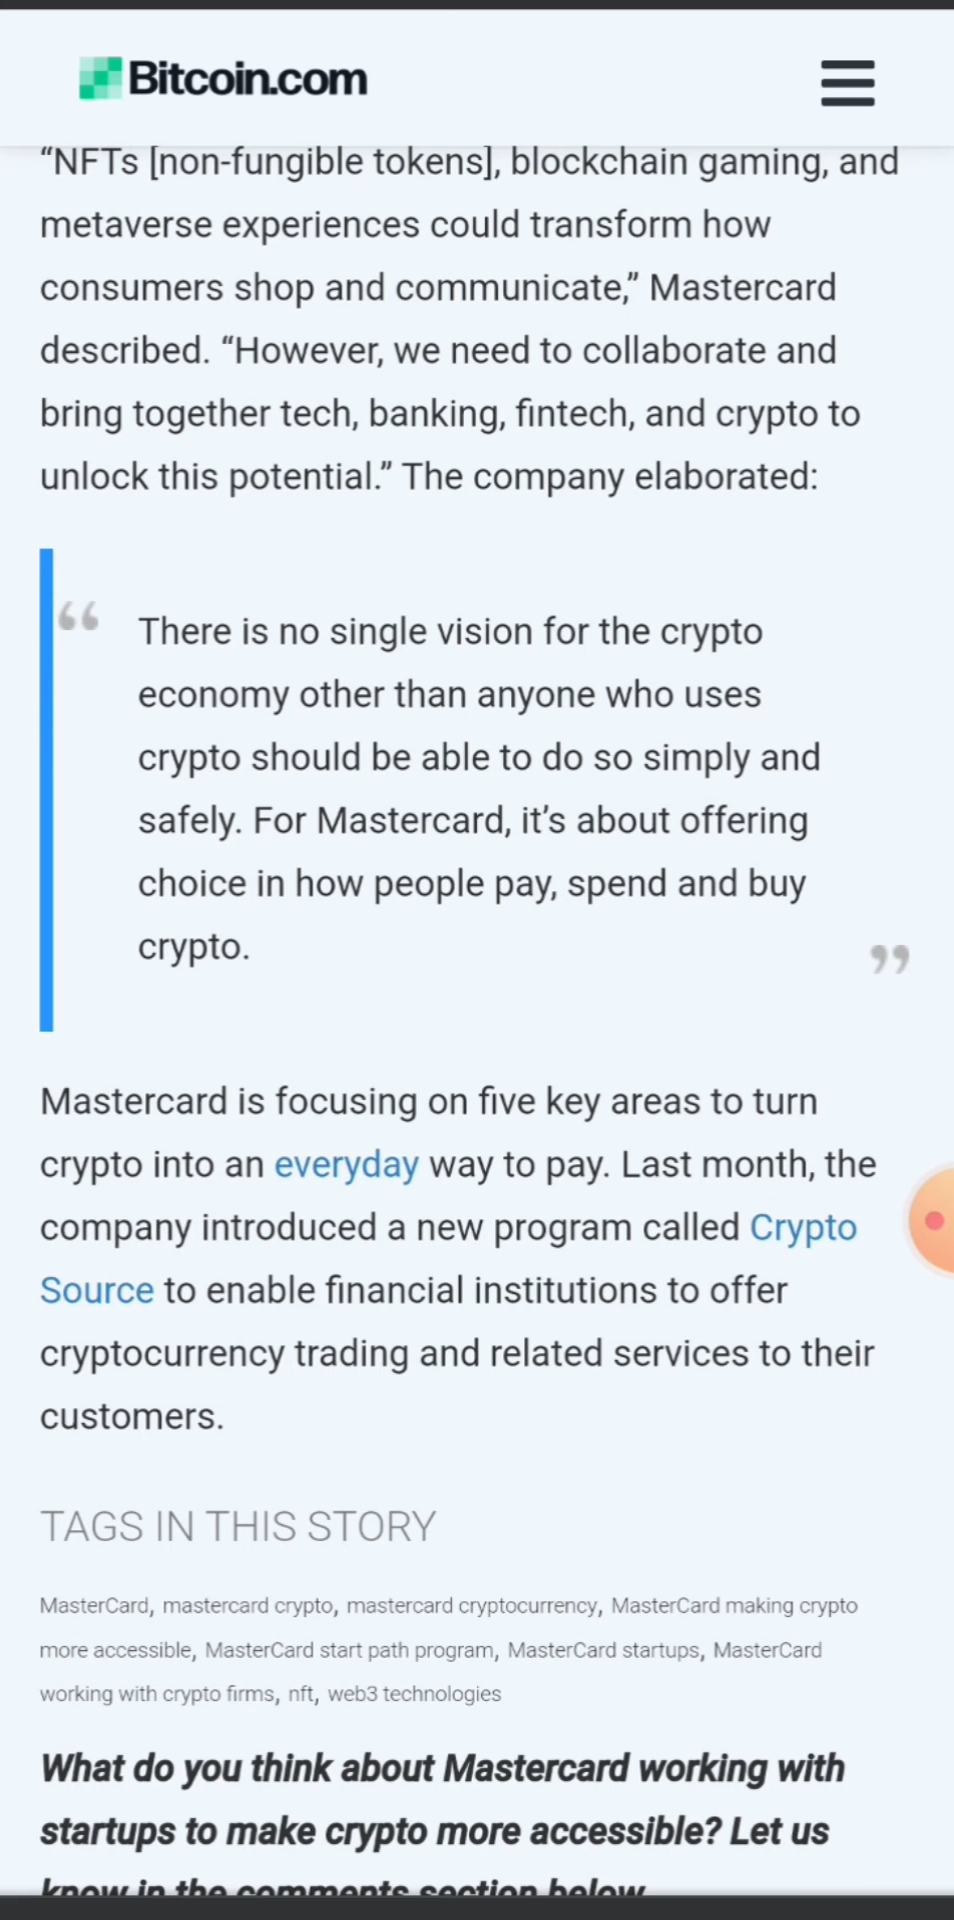 Bitcoin.com
“NFTs [non-fungible tokens], blockchain gaming, and
metaverse experiences could transform how
consumers shop and communicate,” Mastercard
described. “However, we need to collaborate and
bring together tech, banking, fintech, and crypto to
unlock this potential.” The company elaborated:
“
There is no single vision for the crypto
economy other than anyone who uses
crypto should be able to do so simply and
safely. For Mastercard, it’s about offering
choice in how people pay, spend and buy
crypto.
”
Mastercard is focusing on five key areas to turn
crypto into an everyday way to pay. Last month, the
company introduced a new program called Crypto
Source to enable financial institutions to offer
cryptocurrency trading and related services to their
customers.
TAGS IN THIS STORY
MasterCard, mastercard crypto, mastercard cryptocurrency, MasterCard making crypto
more accessible, MasterCard start path program, MasterCard startups, MasterCard
working with crypto firms, nft, web3 technologies
What do you think about Mastercard working with
startups to make crypto more accessible? Let us
know in the comments section below